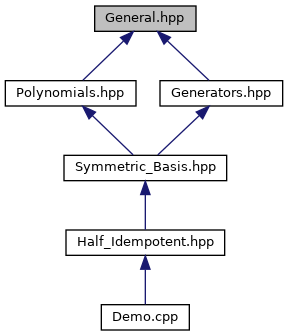 General.hpp
Polynomials.hpp
Generators.hpp
Symmetric_Basis.hpp
Half_Idempotent.hpp
Demo.cpp